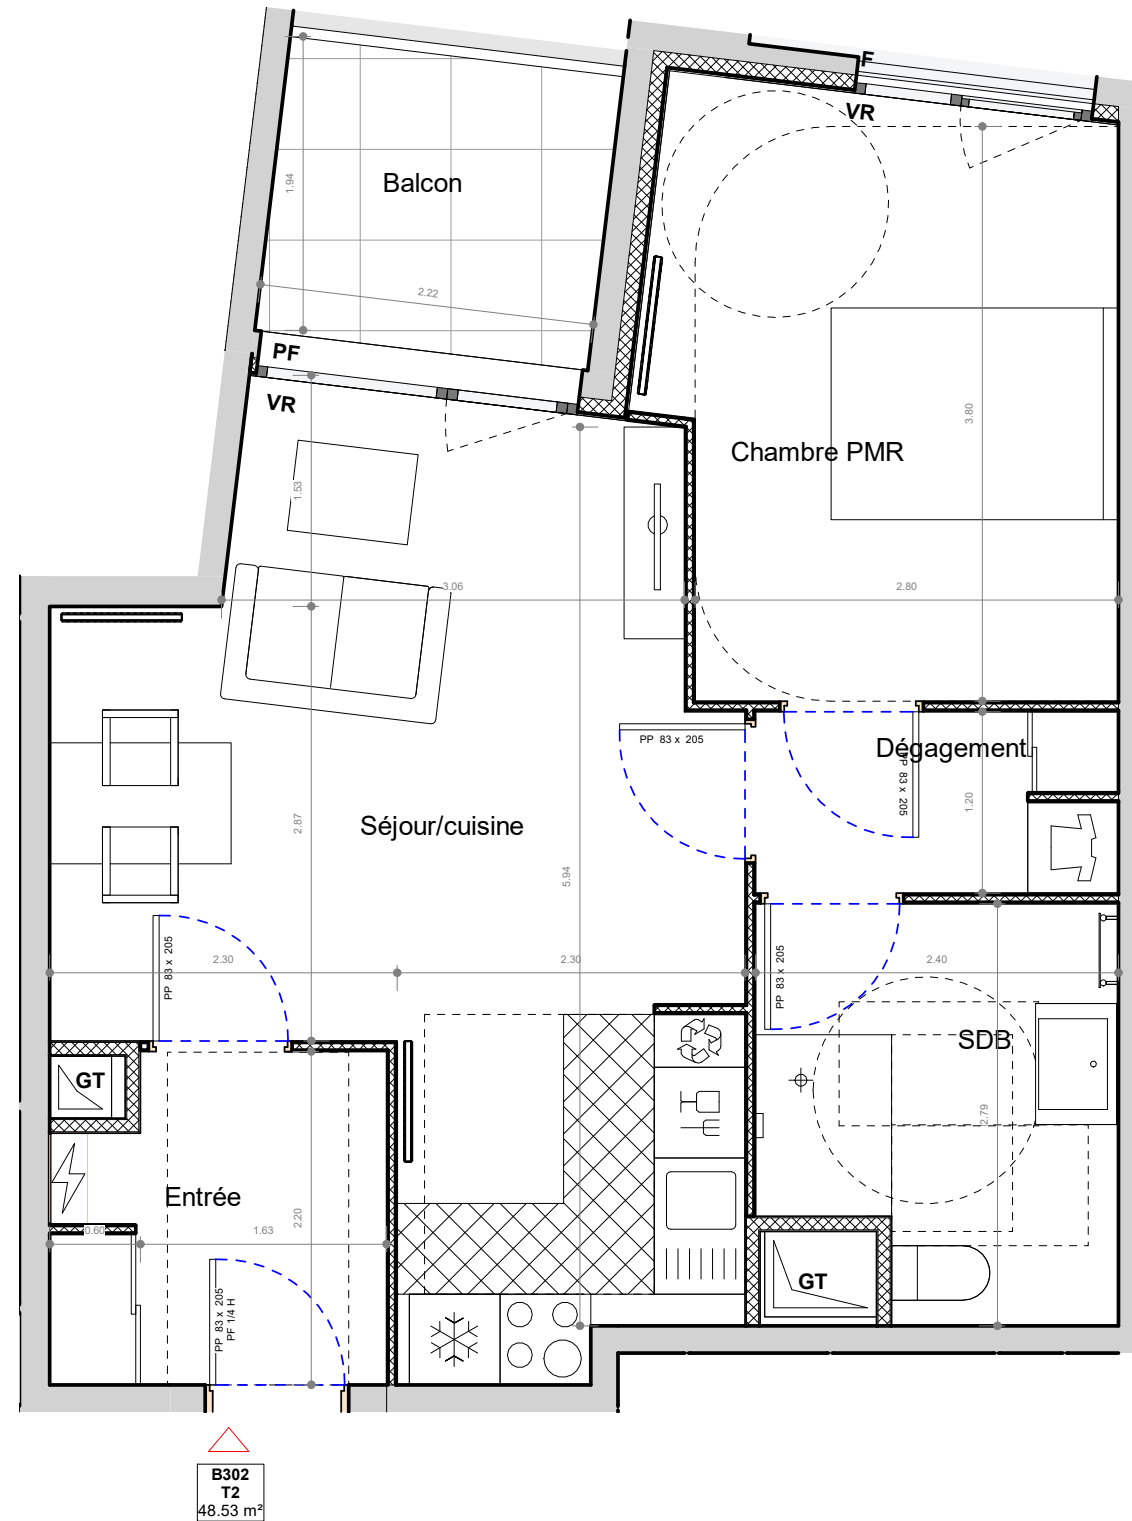 F
VR
Balcon
1.94
2.22
PF
VR
3.80
Chambre PMR
1.53
3.06
2.80
PP 83 x 205
Dégagement
PP 83 x 205
1.20
2.87
Séjour/cuisine
5.94
PP 83 x 205
2.30
2.30
PP 83 x 205
2.40
SDB
GT
2.79
Entrée
2.20
0.60
1.63
GT
PP 83 x 205
PF 1/4 H
B302
T2
48.53 m²